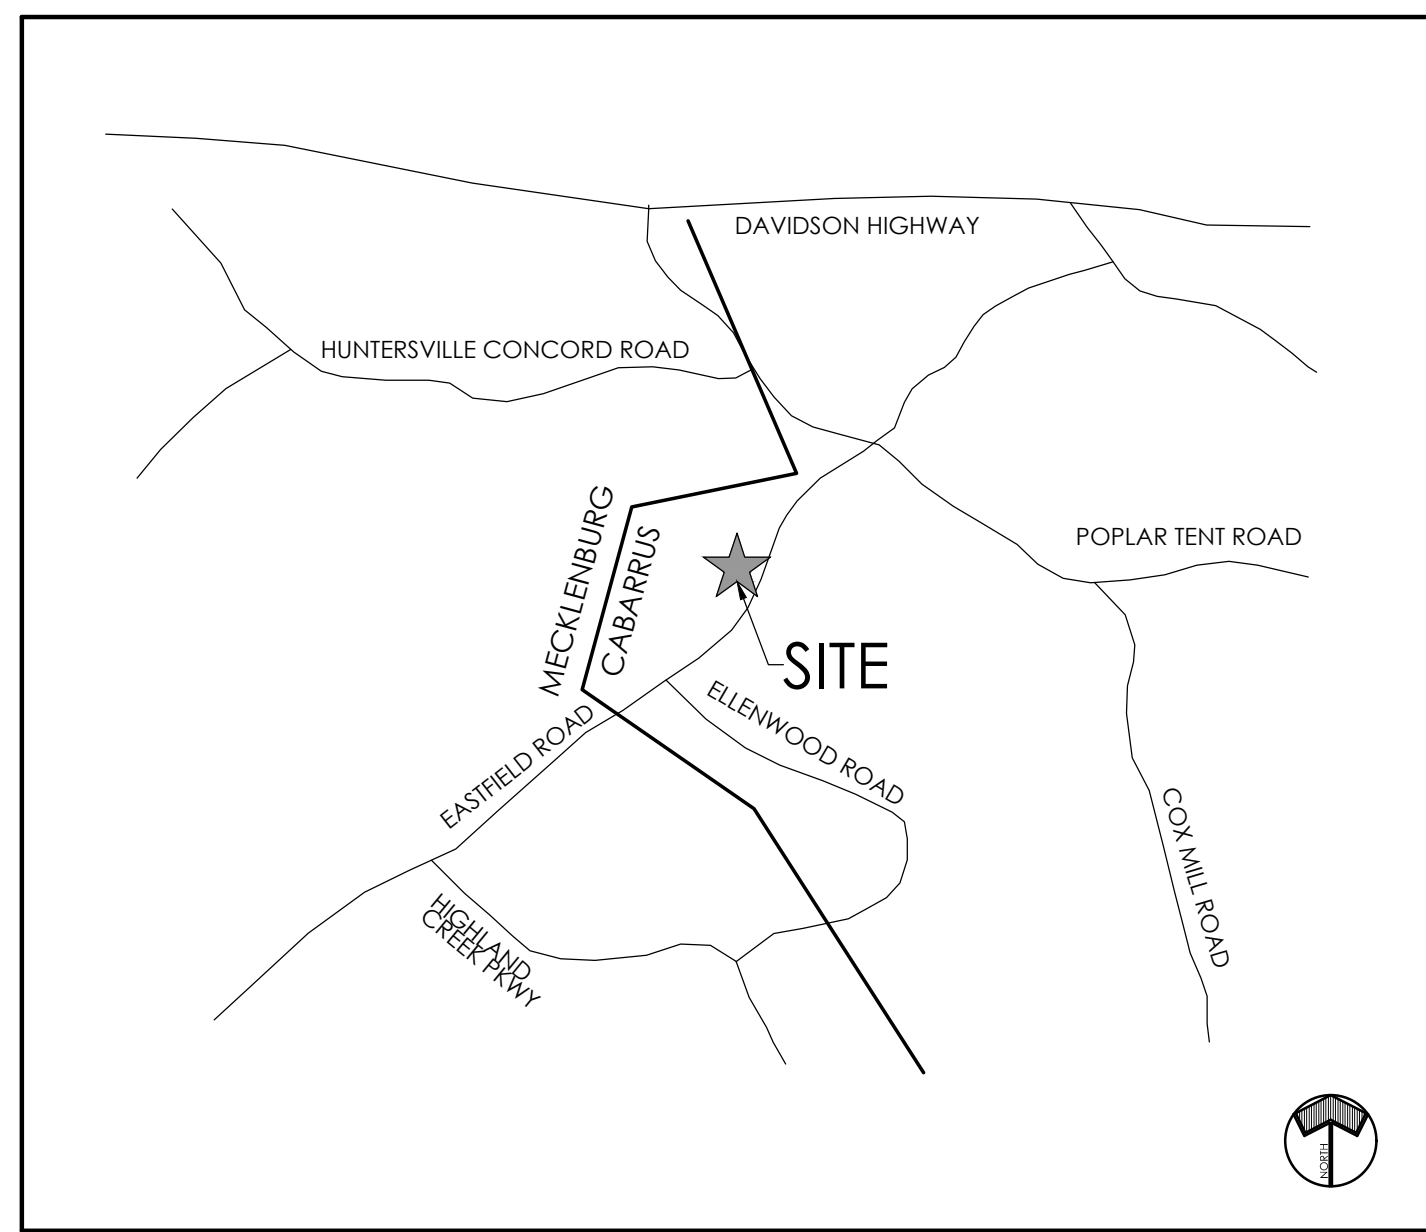 DAVIDSON HIGHWAY
HUNTERSVILLE CONCORD ROAD
MECKLENBURG
CABARRUS
POPLAR TENT ROAD
SITE
ELLENWOOD ROAD
EASTFIELD ROAD
COX MILL ROAD
HIGHLAND
CREEK PKWY
NORTH